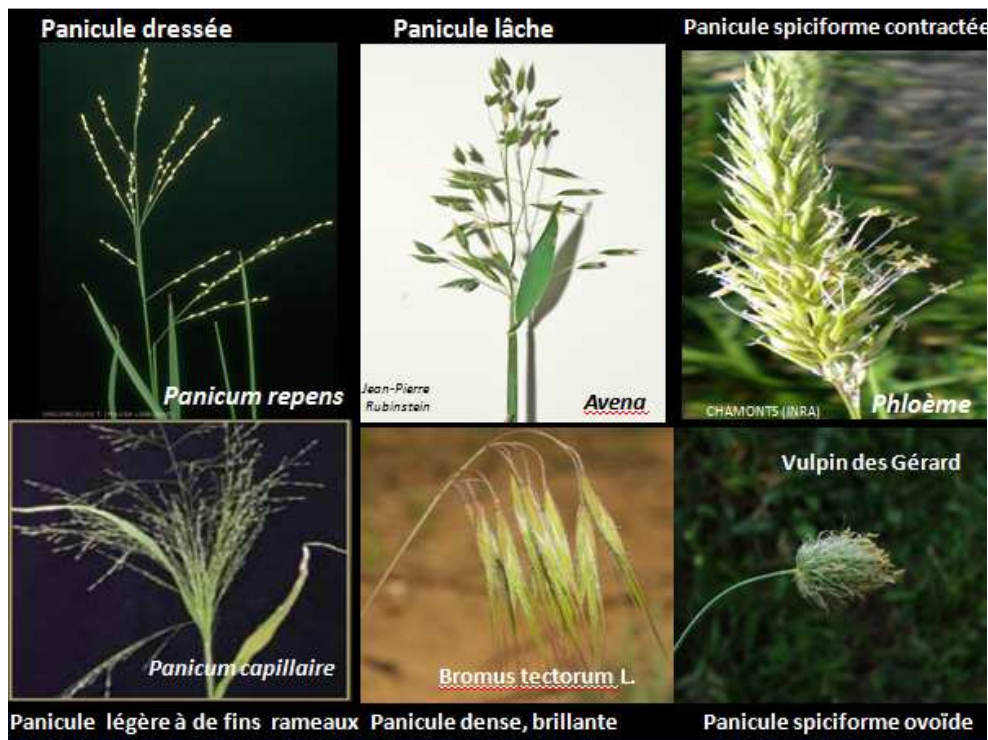 Panicule dressée
Panicule lâche
Panicule spiciforme contractée
Panicum repens
Jean-Pierre
Rubinstein
Avena
CHAMONTS (INRA)
Phloème
Panicum capillaire
Bromus tectorum L.
Vulpin des Gérard
Panicule légère à de fins rameaux
Panicule dense, brillante
Panicule spiciforme ovoïde